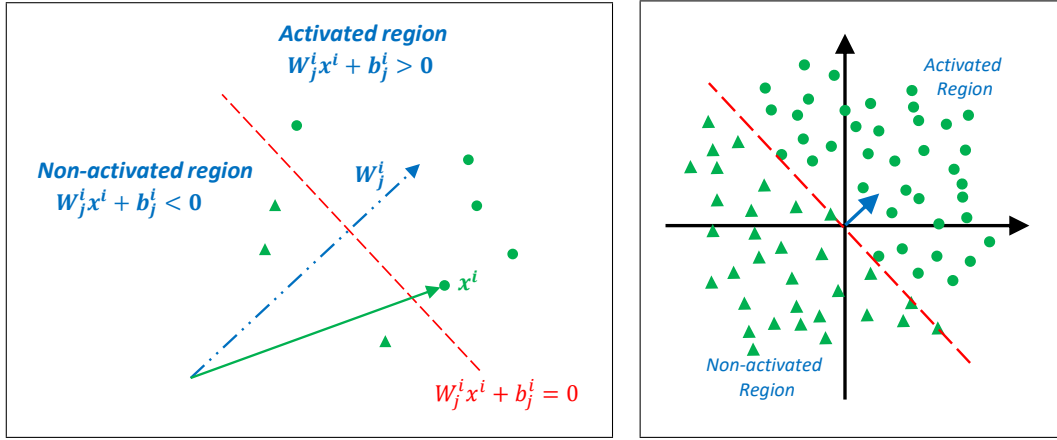 Activated region
$W_j^i x^i + b_j^i > 0$
Non-activated region
$W_j^i x^i + b_j^i < 0$
$W_j^i$
$x^i$
$W_j^i x^i + b_j^i = 0$
Activated
Region
Non-activated
Region